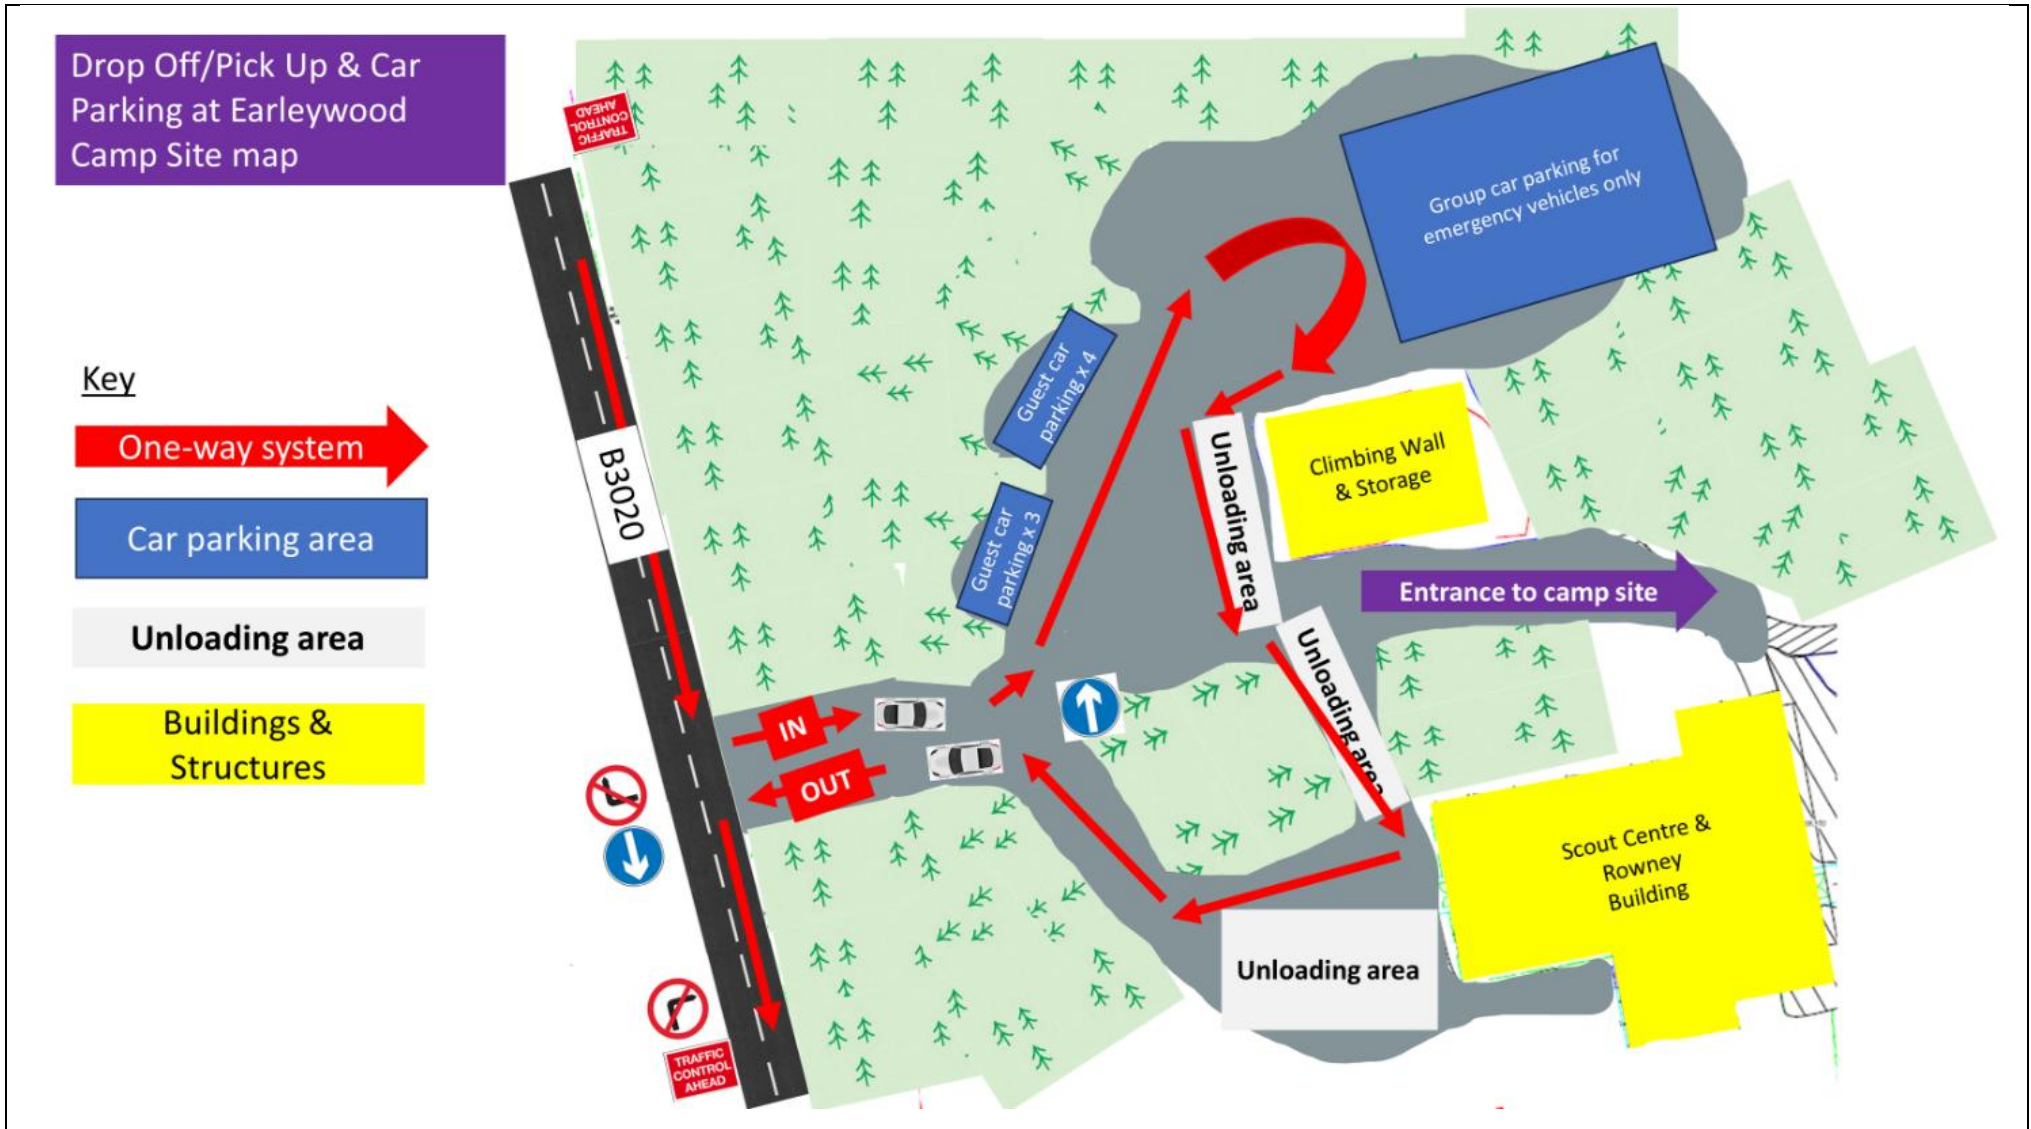 Drop Off/Pick Up & Car
Parking at Earleywood
Camp Site map
TRAFFIC
CONTROL
AHEAD
Group car parking for
emergency vehicles only
Guest car
parking x 4
Key
One-way system
B3020
Unloading area
Climbing Wall
& Storage
Car parking area
Guest car
parking x 3
Entrance to camp site
Unloading area
Unloading area
Buildings &
Structures
IN
OUT
Scout Centre &
Rowney
Building
Unloading area
TRAFFIC
CONTROL
AHEAD